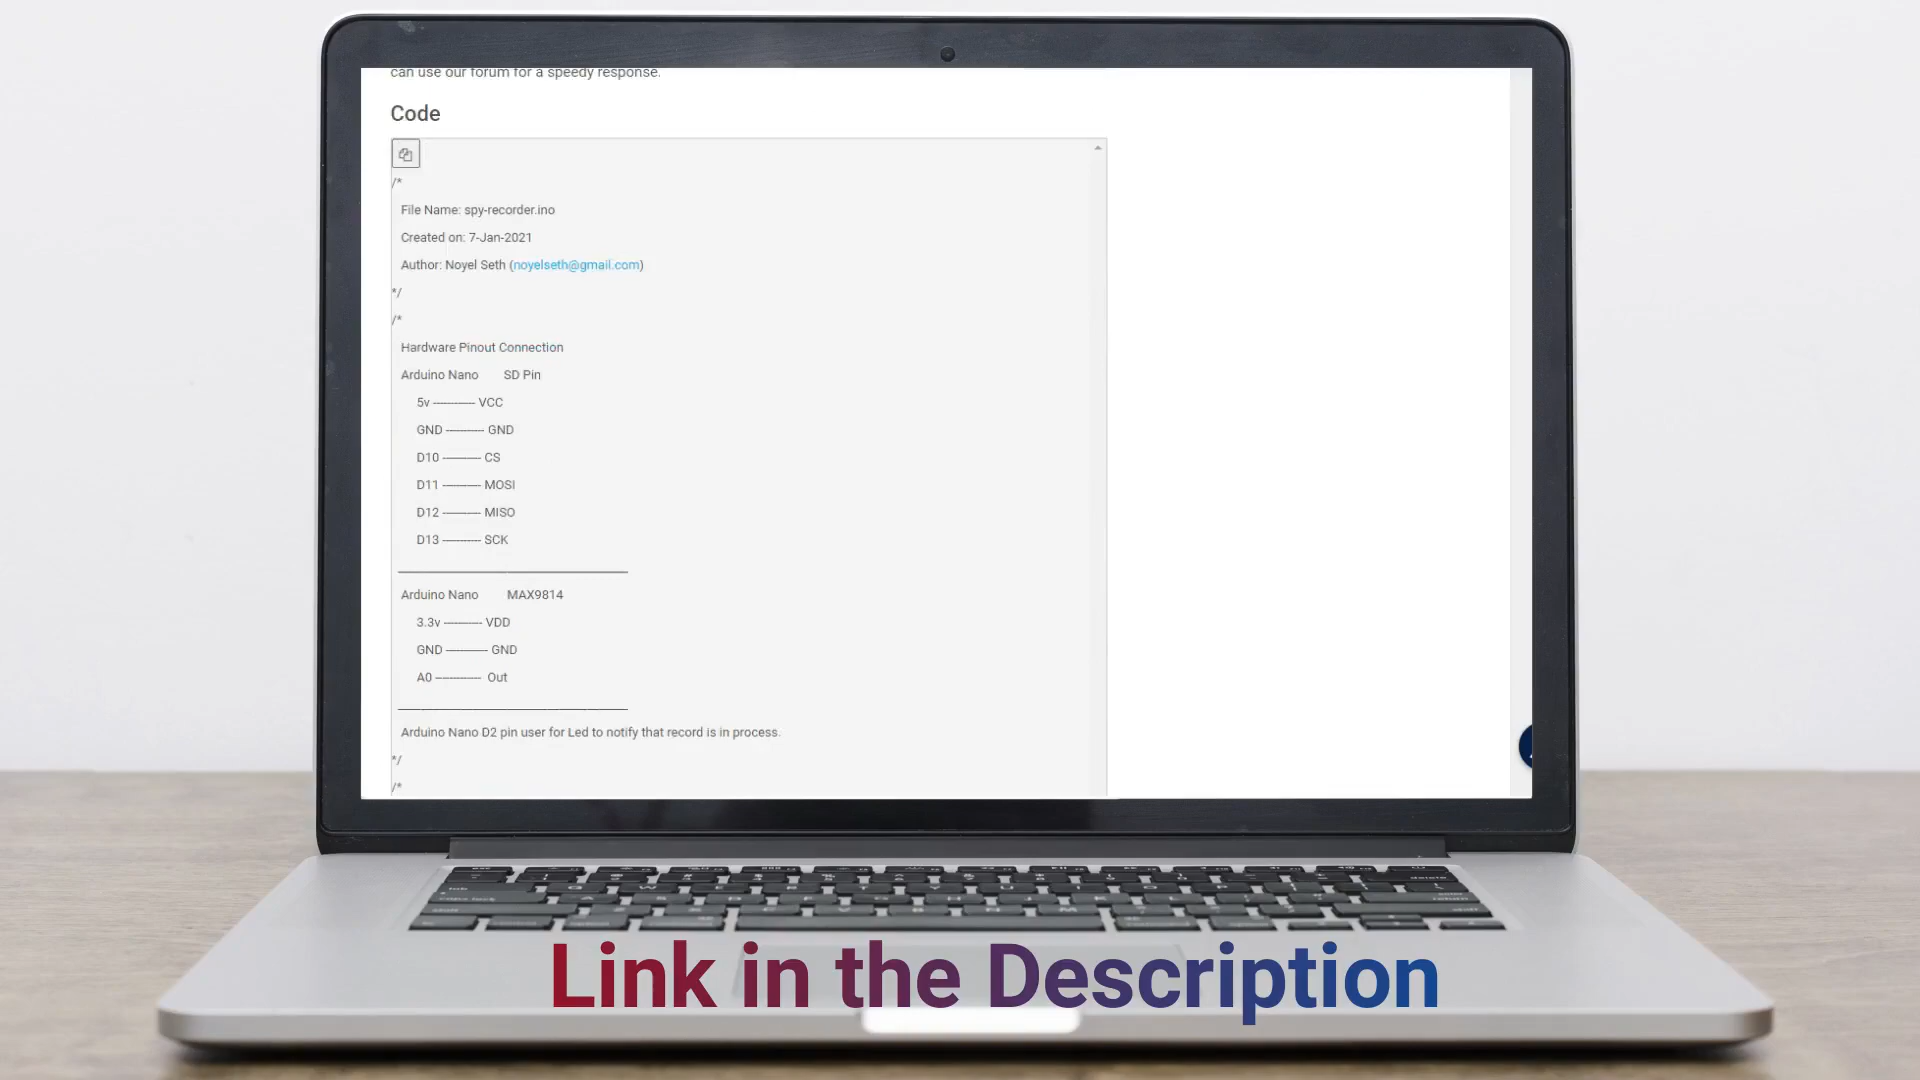 can use our forum for a speedy response.
Code
/*
File Name: spy-recorder.ino
Created on: 7-Jan-2021
Author: Noyel Seth (noyelseth@gmail.com)
*/
/*
Hardware Pinout Connection
Arduino Nano SD Pin
5v ----------- VCC
GND ---------- GND
D10 ---------- CS
D11 ---------- MOSI
D12 ---------- MISO
D13 ---------- SCK
Arduino Nano MAX9814
3.3v ---------- VDD
GND ----------- GND
A0 ------------ Out
Arduino Nano D2 pin user for Led to notify that record is in process.
*/
/*
Link in the Description